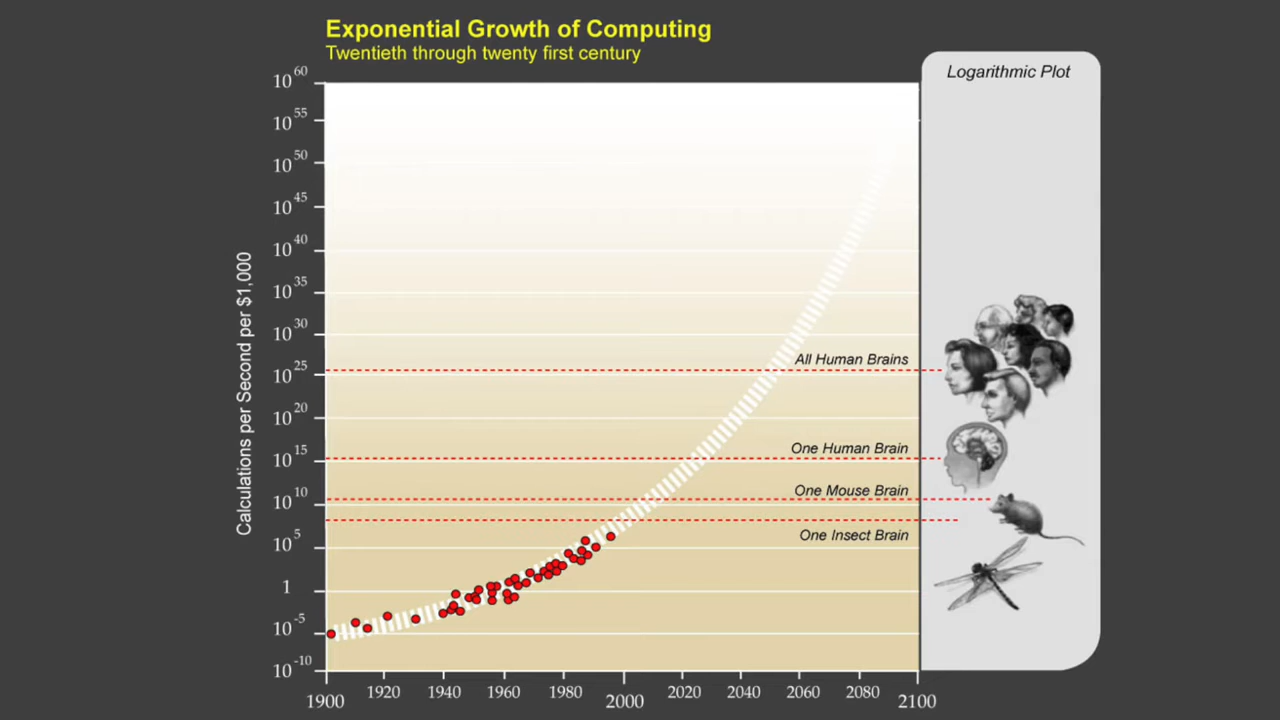 Exponential Growth of Computing
Twentieth through twenty first century
Logarithmic Plot
Calculations per Second per $1,000
10 60
10 55
10 50
10 45
10 40
10 35
10 30
10 25
10 20
10 15
10 10
10 5
1
10 -5
10 -10
All Human Brains
One Human Brain
One Mouse Brain
One Insect Brain
1900 1920 1940 1960 1980 2000 2020 2040 2060 2080 2100